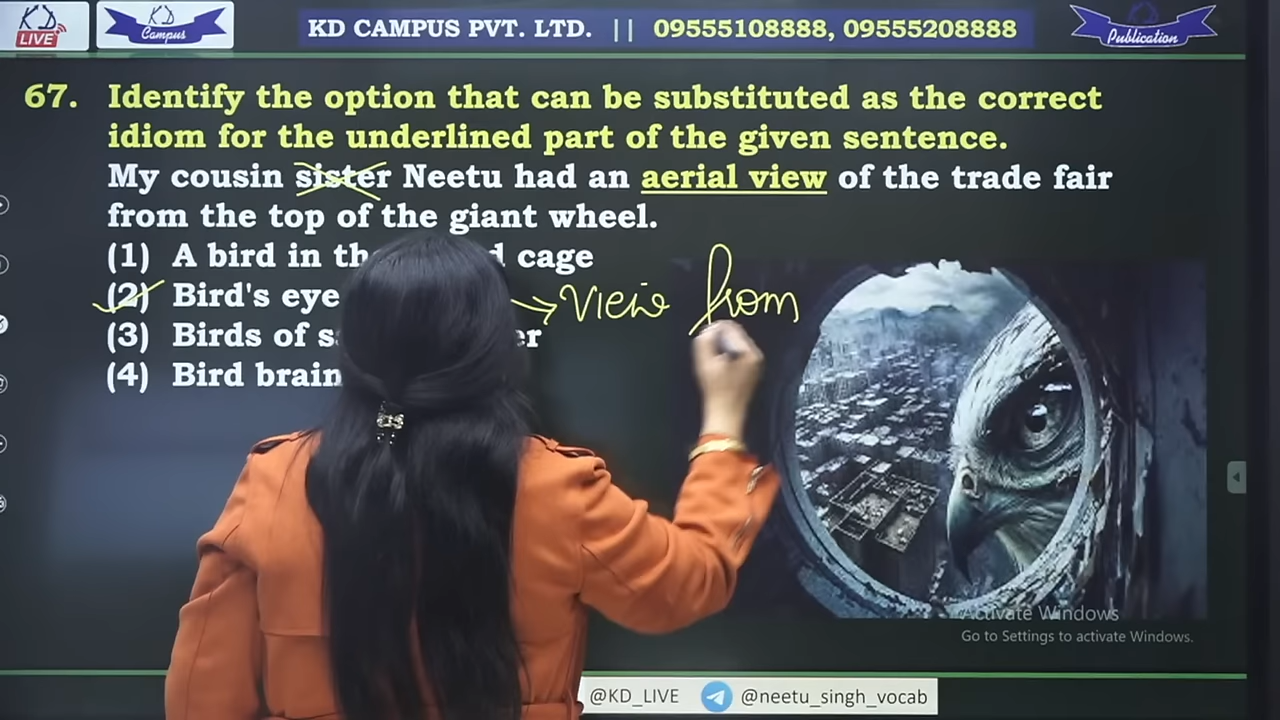 KD LIVE
KD Campus
KD CAMPUS PVT. LTD. || 09555108888, 09555208888
KD Publication
67. Identify the option that can be substituted as the correct
idiom for the underlined part of the given sentence.
My cousin sister Neetu had an aerial view of the trade fair
from the top of the giant wheel.
(1) A bird in cage
(2) Bird's eye → View from
(3) Birds of
(4) Bird brain
Activate Windows
Go to Settings to activate Windows.
@KD_LIVE @neetu_singh_vocab